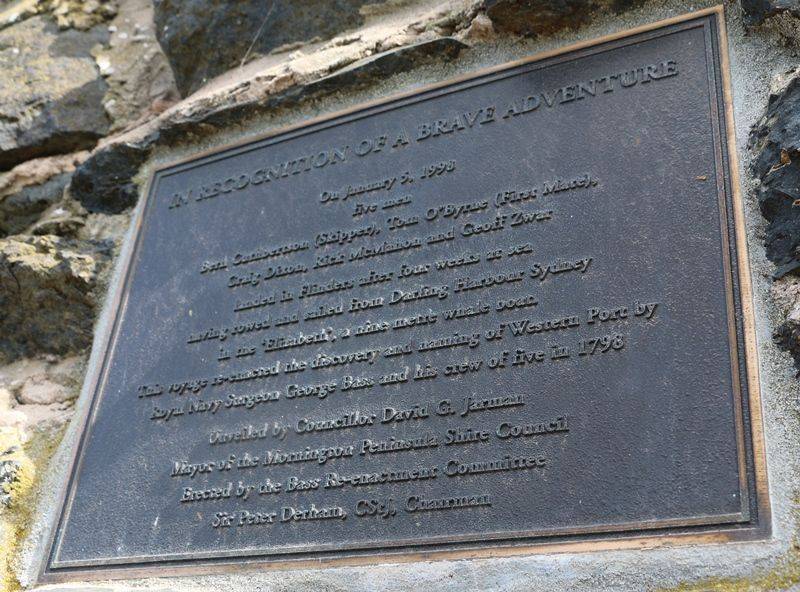 IN RECOGNITION OF A BRAVE ADVENTURE
On January 5, 1998
five men
Bern Cuthbertson (Skipper), Tom O'Byrne (First Mate),
Craig Dixon, Rick McMahon and Geoff Zwar
landed in Flinders after four weeks at sea
having rowed and sailed from Darling Harbour Sydney
in the 'Elizabeth', a nine metre whale boat.
This voyage re-enacted the discovery and naming of Western Port by
Royal Navy Surgeon George Bass and his crew of five in 1798
Unveiled by Councillor David G. Jarman
Mayor of the Mornington Peninsula Shire Council
Erected by the Bass Re-enactment Committee
Sir Peter Derham, CStJ, Chairman